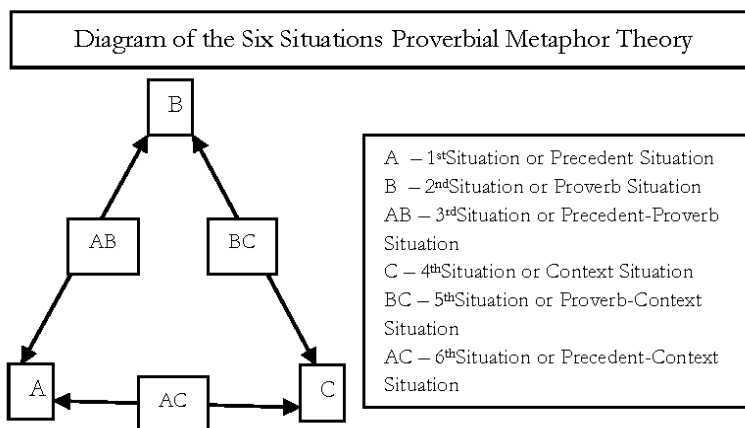 Diagram of the Six Situations Proverbial Metaphor Theory
B
AB
BC
A
AC
C
A – 1stSituation or Precedent Situation
B – 2ndSituation or Proverb Situation
AB – 3rdSituation or Precedent-Proverb
Situation
C – 4thSituation or Context Situation
BC – 5thSituation or Proverb-Context
Situation
AC – 6thSituation or Precedent-Context
Situation